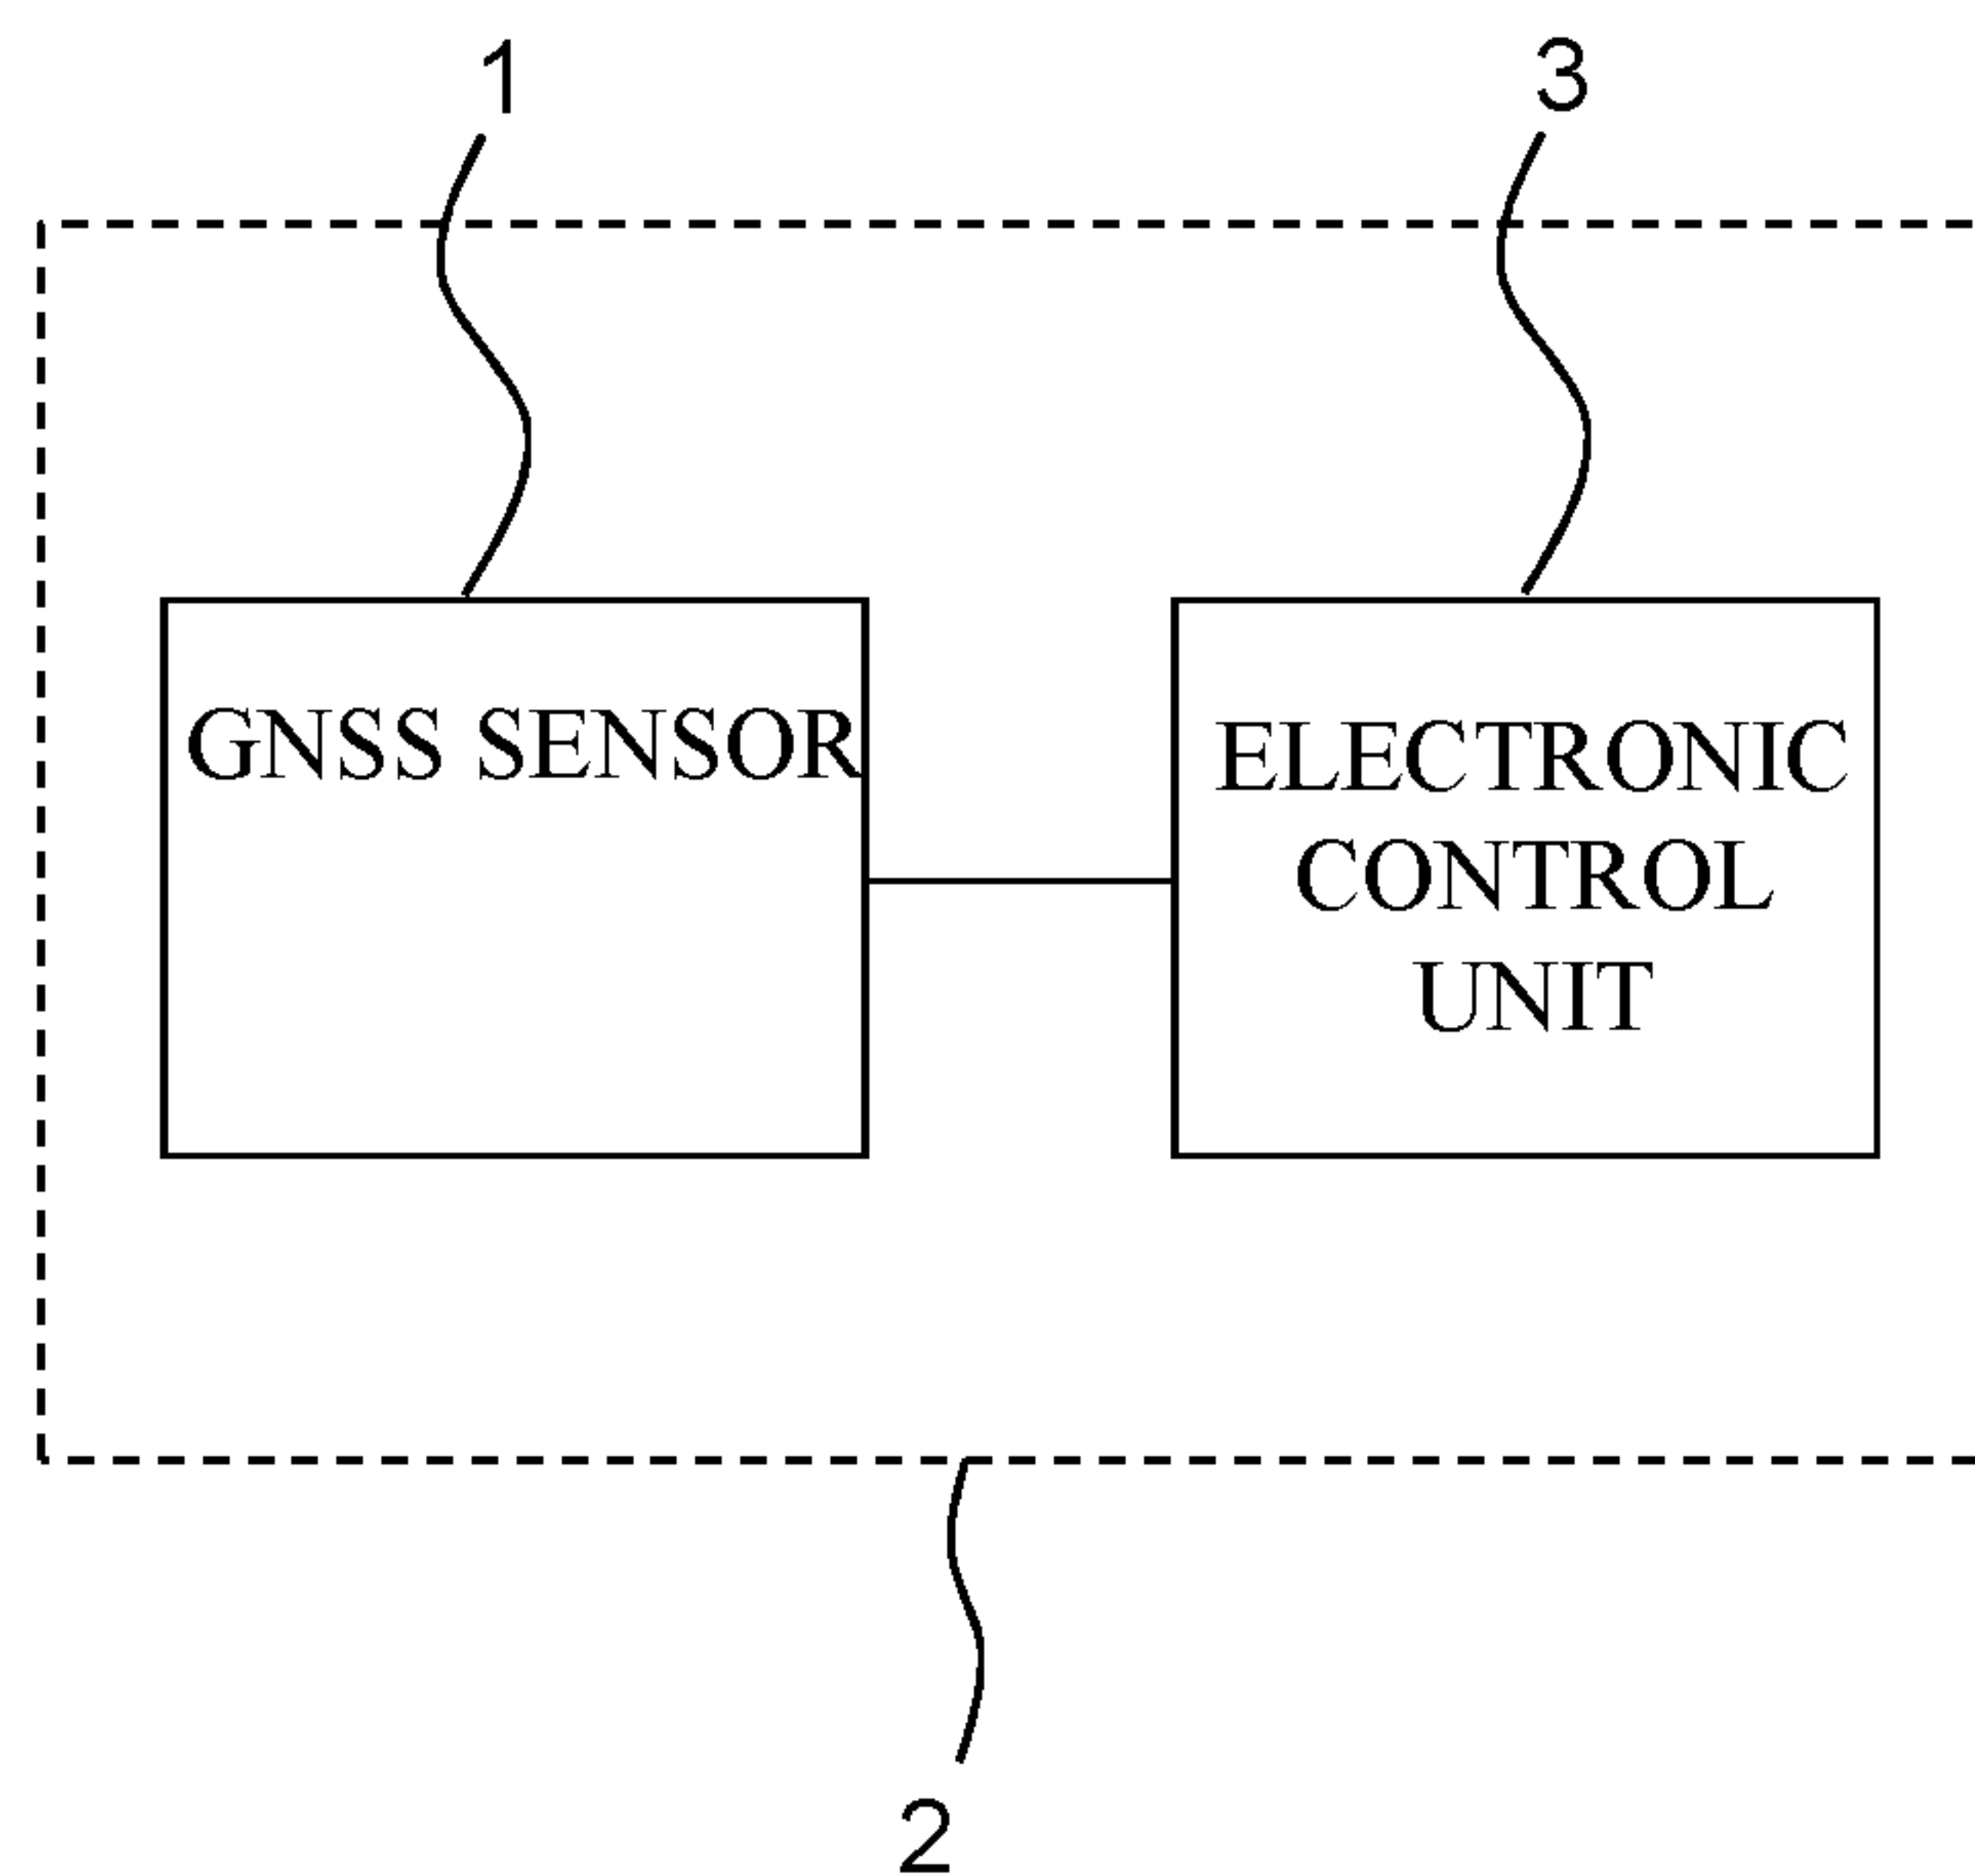 1
3
GNSS SENSOR
ELECTRONIC
CONTROL
UNIT
2